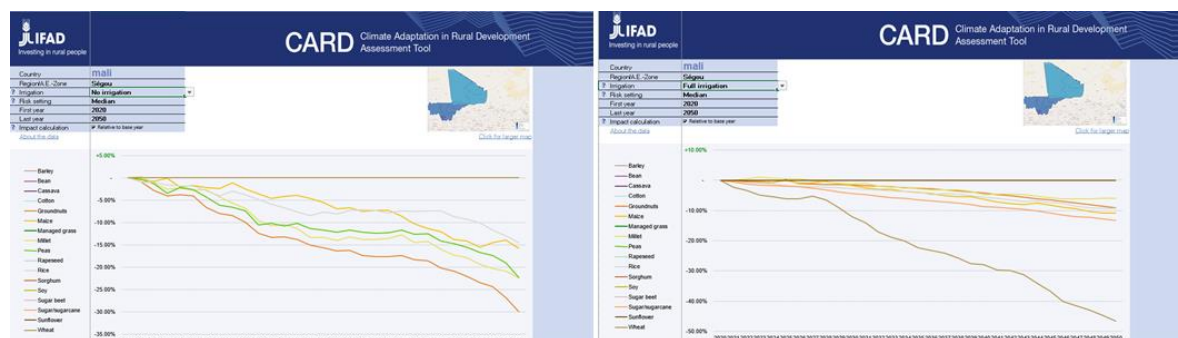 JLIFAD
Investing in rural people
CARD Climate Adaptation in Rural Development
Assessment Tool
Country mali
Region/A.E.-Zone Ségou
? Irrigation No irrigation
? Risk setting Median
First year 2020
Last year 2050
? Impact calculation Relative to base year
About the data
Click for larger map
+5.00%
-
-5.00%
-10.00%
-15.00%
-20.00%
-25.00%
-30.00%
-35.00%
Barley
Bean
Cassava
Cotton
Groundnuts
Maize
Managed grass
Millet
Peas
Rapeseed
Rice
Sorghum
Soy
Sugar beet
Sugar/sugarcane
Sunflower
Wheat
JLIFAD
Investing in rural people
CARD Climate Adaptation in Rural Development
Assessment Tool
Country mali
Region/A.E.-Zone Ségou
? Irrigation Full irrigation
? Risk setting Median
First year 2020
Last year 2050
? Impact calculation Relative to base year
About the data
Click for larger map
+10.00%
-
-10.00%
-20.00%
-30.00%
-40.00%
-50.00%
Barley
Bean
Cassava
Cotton
Groundnuts
Maize
Managed grass
Millet
Peas
Rapeseed
Rice
Sorghum
Soy
Sugar beet
Sugar/sugarcane
Sunflower
Wheat